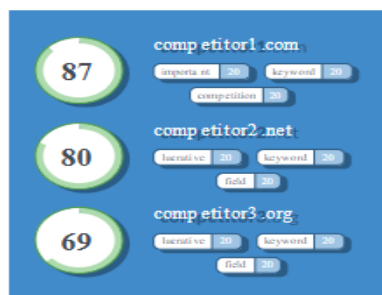 87
competitor1.com
important 20 keyword 20
competition 20
80
competitor2.net
lucrative 20 keyword 20
field 20
69
competitor3.org
lucrative 20 keyword 20
field 20